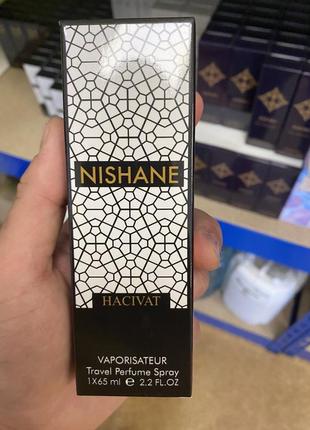 NISHANE
HACIVAT
VAPORISATEUR
Travel Perfume Spray
1X65 ml ℮ 2.2 FL.OZ